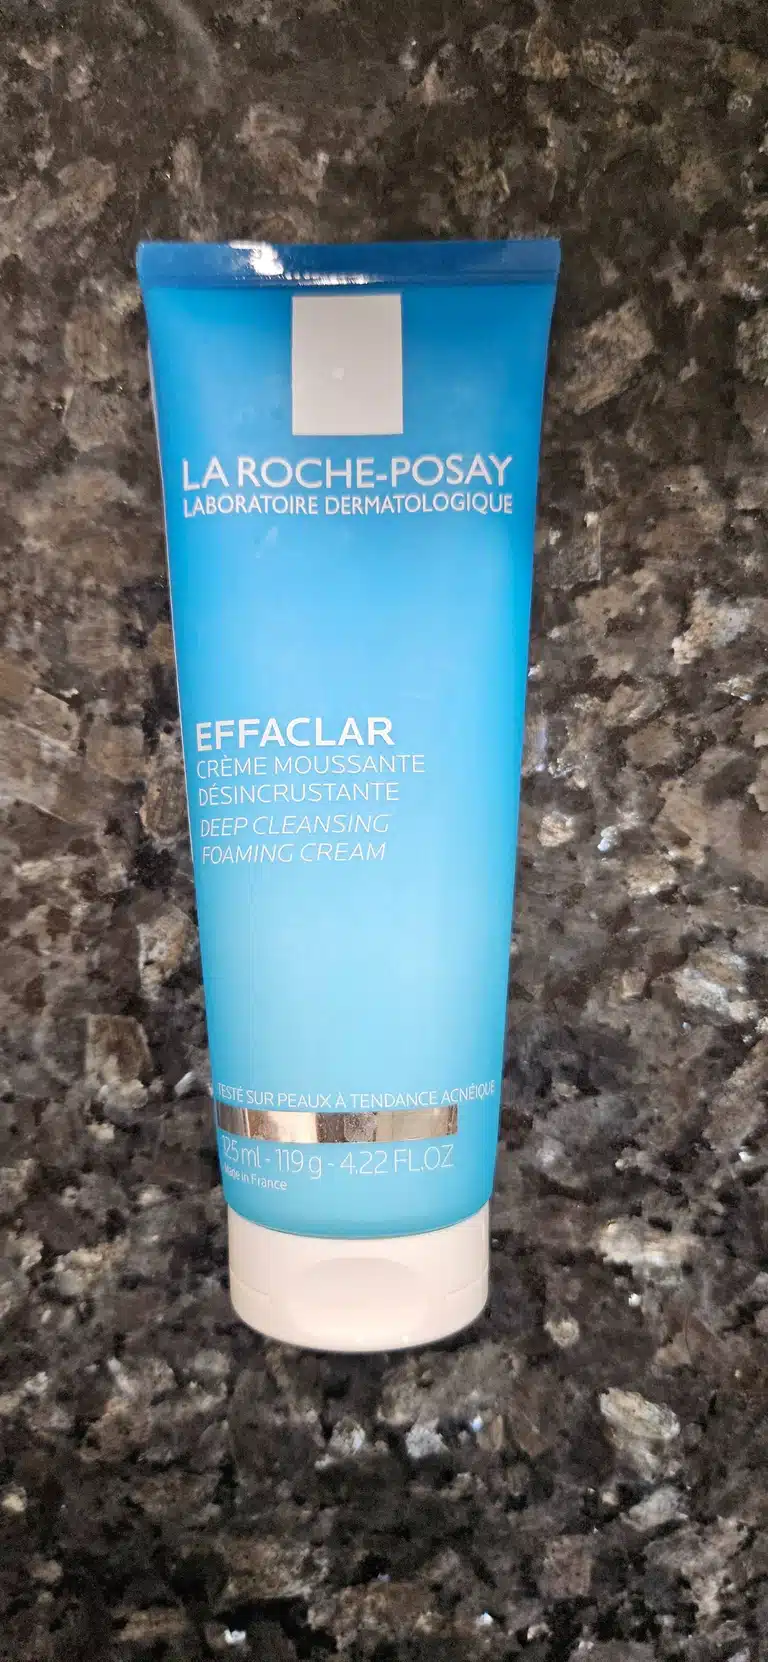 LA ROCHE-POSAY
LABORATOIRE DERMATOLOGIQUE
EFFACLAR
CRÈME MOUSSANTE
DÉSINCRUSTANTE
DEEP CLEANSING
FOAMING CREAM
TESTÉ SUR PEAUX À TENDANCE ACNÉIQUE
125 ml - 119 g - 4.22 FL.OZ
Made in France